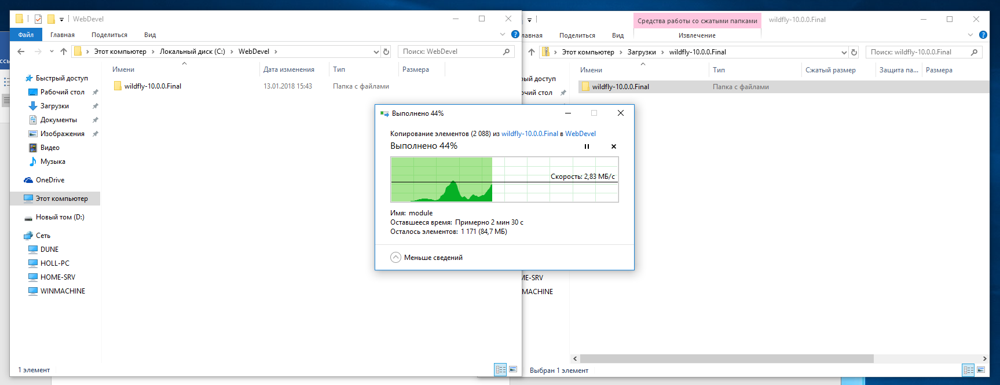 WebDevel
Файл Главная Поделиться Вид
Этот компьютер Локальный диск (C:) WebDevel
Поиск: WebDevel
Имени Дата изменения Тип Размера
wildfly-10.0.0.Final 13.01.2018 15:43 Папка с файлами
Быстрый доступ
Рабочий стол
Загрузки
Документы
Изображения
Видео
Музыка
OneDrive
Этот компьютер
Новый том (D:)
Сеть
DUNE
HOLL-PC
HOME-SRV
WINMACHINE
1 элемент
Средства работы со сжатыми папками wildfly-10.0.0.Final
лавная Поделиться Вид Извлечение
Этот компьютер Загрузки wildfly-10.0.0.Final
Поиск: wildfly-10.0.0.Final
Имени Тип Сжатый размер Защита па... Размера
wildfly-10.0.0.Final Папка с файлами
рый доступ
очий стол
ME-SRV
MACHINE
Выбран 1 элемент
Выполнено 44%
Копирование элементов (2 088) из wildfly-10.0.0.Final в WebDevel
Выполнено 44%
Скорость: 2,83 МБ/с
Имя: module
Оставшееся время: Примерно 2 мин 30 с
Осталось элементов: 1 171 (84,7 МБ)
Меньше сведений